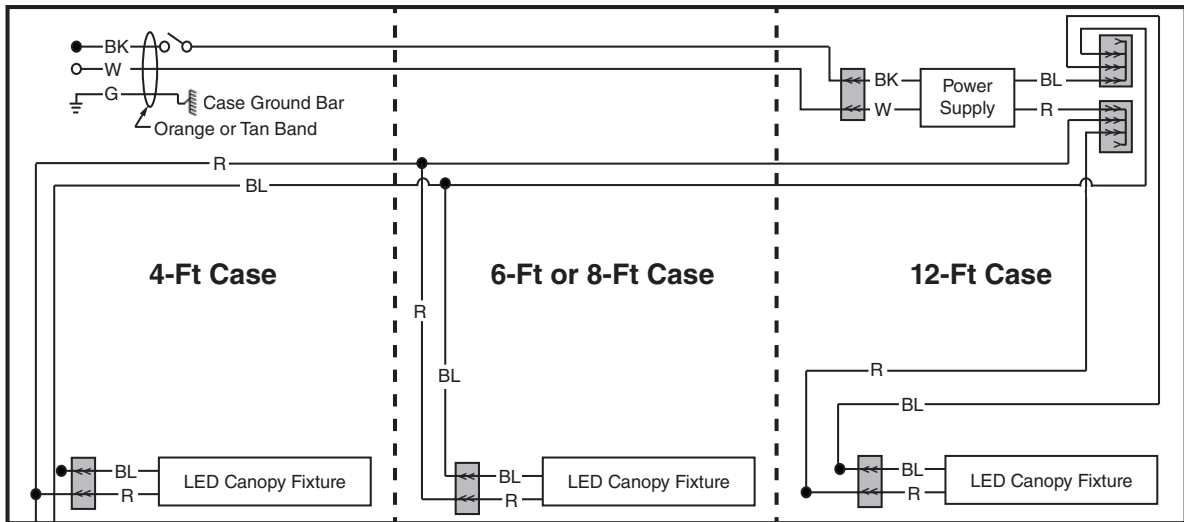 BK
W
G
Case Ground Bar
Orange or Tan Band
BK
W
Power
Supply
BL
R
R
BL
4-Ft Case
6-Ft or 8-Ft Case
12-Ft Case
R
BL
R
BL
BL
R
LED Canopy Fixture
BL
R
LED Canopy Fixture
BL
R
LED Canopy Fixture